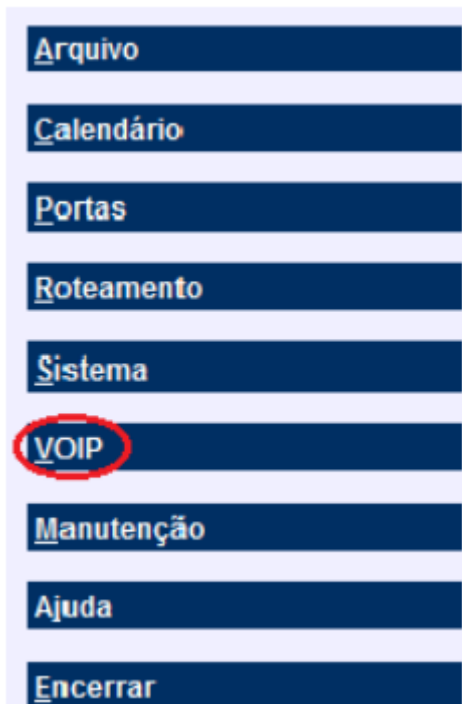 Arquivo
Calendário
Portas
Roteamento
Sistema
VOIP
Manutenção
Ajuda
Encerrar